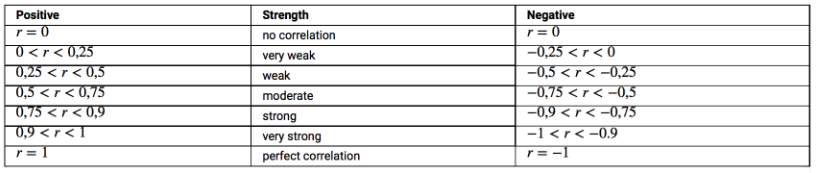 Positive Strength Negative
r = 0 no correlation r = 0
0 < r < 0,25 very weak −0,25 < r < 0
0,25 < r < 0,5 weak −0,5 < r < −0,25
0,5 < r < 0,75 moderate −0,75 < r < −0,5
0,75 < r < 0,9 strong −0,9 < r < −0,75
0,9 < r < 1 very strong −1 < r < −0.9
r = 1 perfect correlation r = −1